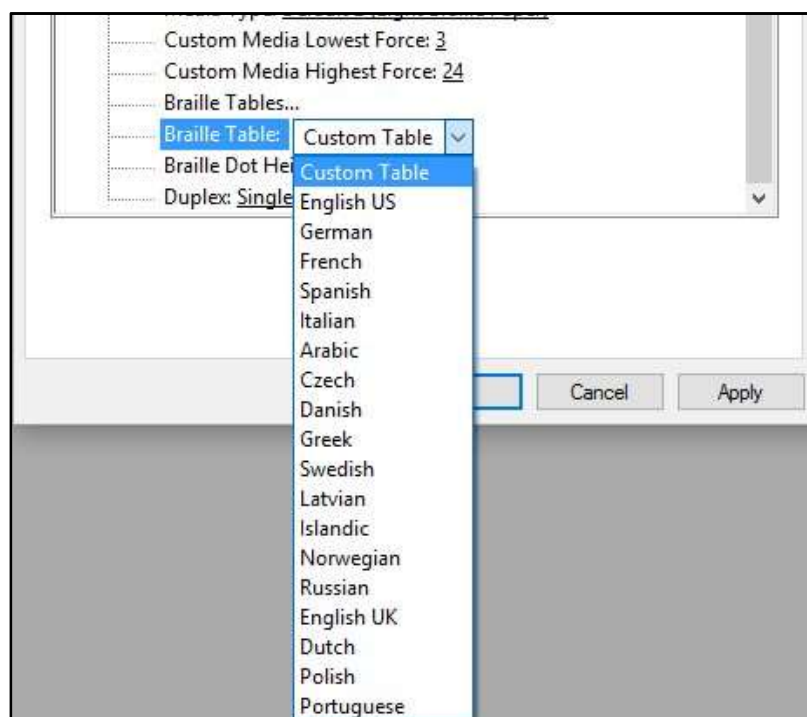 Custom Media Lowest Force: 3
Custom Media Highest Force: 24
Braille Tables...
Braille Table: Custom Table
Braille Dot Hei
Duplex: Single
Custom Table
English US
German
French
Spanish
Italian
Arabic
Czech
Danish
Greek
Swedish
Latvian
Islandic
Norwegian
Russian
English UK
Dutch
Polish
Portuguese
Cancel
Apply